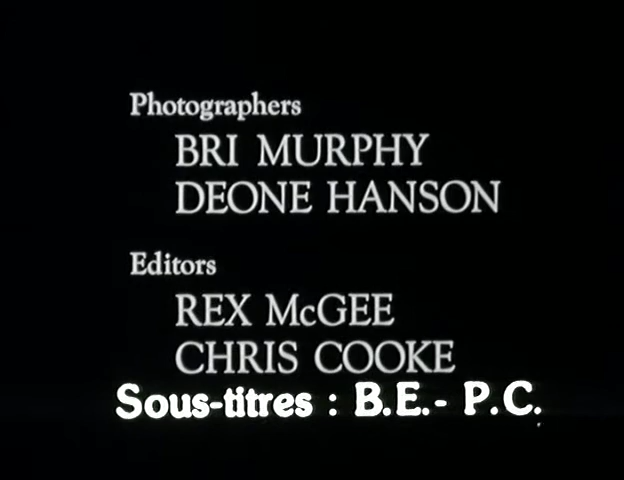 Photographers
BRI MURPHY
DEONE HANSON
Editors
REX McGEE
CHRIS COOKE
Sous-titres : B.E.- P.C.